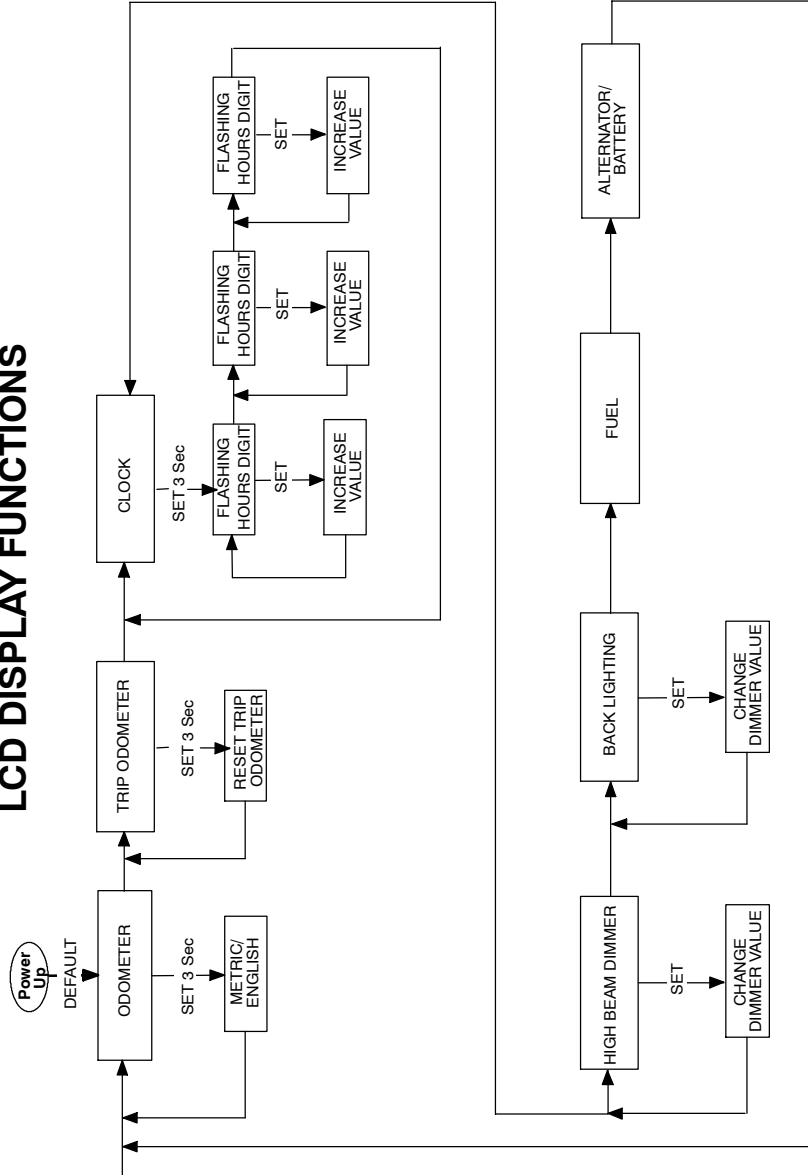 LCD DISPLAY FUNCTIONS
Power
Up
DEFAULT
ODOMETER
SET 3 Sec
METRIC/
ENGLISH
TRIP ODOMETER
SET 3 Sec
RESET TRIP
ODOMETER
CLOCK
SET 3 Sec
FLASHING
HOURS DIGIT
SET
INCREASE
VALUE
FLASHING
HOURS DIGIT
SET
INCREASE
VALUE
FLASHING
HOURS DIGIT
SET
INCREASE
VALUE
HIGH BEAM DIMMER
SET
CHANGE
DIMMER VALUE
BACK LIGHTING
SET
CHANGE
DIMMER VALUE
FUEL
ALTERNATOR/
BATTERY